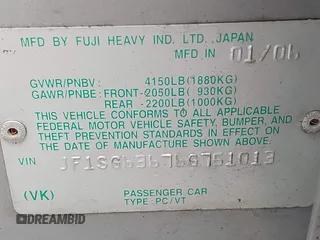 MFD BY FUJI HEAVY IND. LTD., JAPAN
MFD IN 01/06
GVWR/PNBV: 4150LB(1880KG)
GAWR/PNBE: FRONT-2050LB( 930KG)
REAR -2200LB(1000KG)
THIS VEHICLE CONFORMS TO ALL APPLICABLE
FEDERAL MOTOR VEHICLE SAFETY, BUMPER, AND
THEFT PREVENTION STANDARDS IN EFFECT ON
DATE OF MANUFACTURE SHOWN ABOVE.
VIN
(VK) PASSENGER CAR
TYPE: PC/VT
DREAMBID